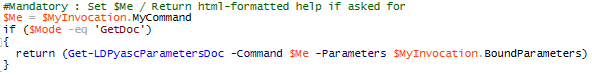 #Mandatory : Set $Me / Return html-formatted help if asked for
$Me = $MyInvocation.MyCommand
if ($Mode -eq 'GetDoc')
{
return (Get-LDPyascParametersDoc -Command $Me -Parameters $MyInvocation.BoundParameters)
}